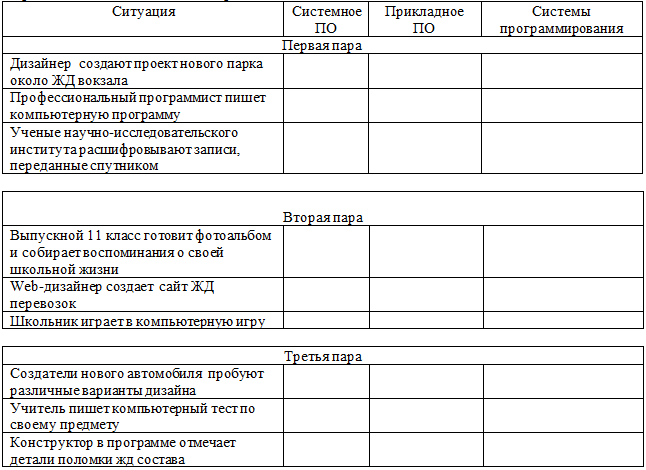 Ситуация Системное ПО Прикладное ПО Системы программирования
Первая пара
Дизайнер создают проект нового парка
около ЖД вокзала
Профессиональный программист пишет
компьютерную программу
Ученые научно-исследовательского
института расшифровывают записи,
переданные спутником
Вторая пара
Выпускной 11 класс готовит фотоальбом
и собирает воспоминания о своей
школьной жизни
Web-дизайнер создает сайт ЖД
перевозок
Школьник играет в компьютерную игру
Третья пара
Создатели нового автомобиля пробуют
различные варианты дизайна
Учитель пишет компьютерный тест по
своему предмету
Конструктор в программе отмечает
детали поломки жд состава